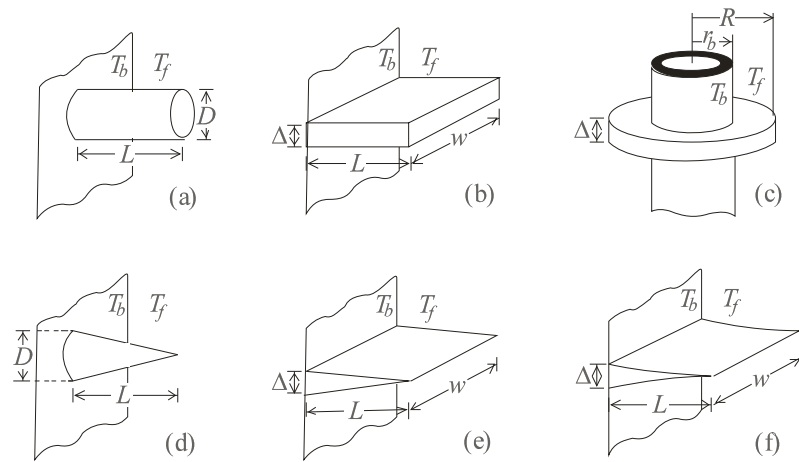 T_b T_f
D
L
(a)
T_b T_f
Δ
L
w
(b)
R
r_b
T_b
T_f
Δ
(c)
T_b T_f
D
L
(d)
T_b T_f
Δ
L
w
(e)
T_b T_f
Δ
L
w
(f)